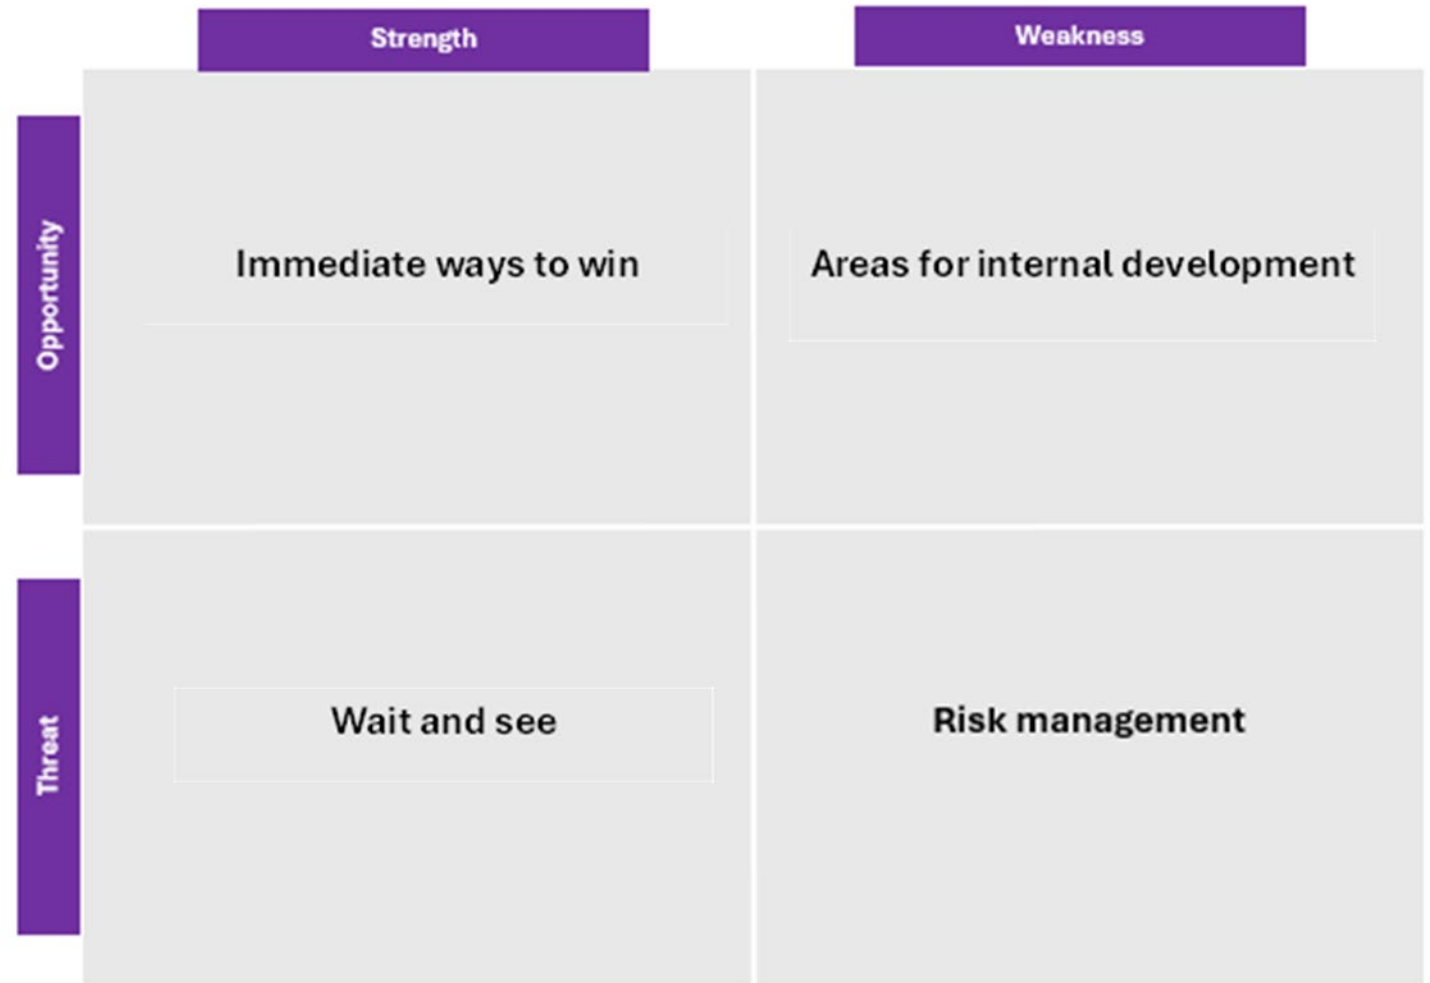 Strength
Weakness
Opportunity
Immediate ways to win
Areas for internal development
Threat
Wait and see
Risk management